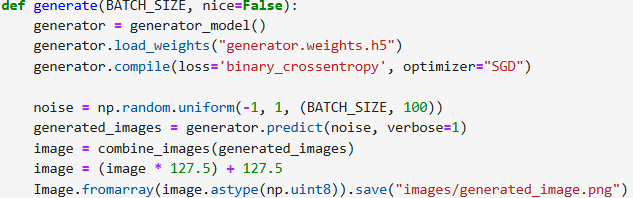 def generate(BATCH_SIZE, nice=False):
    generator = generator_model()
    generator.load_weights("generator.weights.h5")
    generator.compile(loss='binary_crossentropy', optimizer="SGD")

    noise = np.random.uniform(-1, 1, (BATCH_SIZE, 100))
    generated_images = generator.predict(noise, verbose=1)
    image = combine_images(generated_images)
    image = (image * 127.5) + 127.5
    Image.fromarray(image.astype(np.uint8)).save("images/generated_image.png")